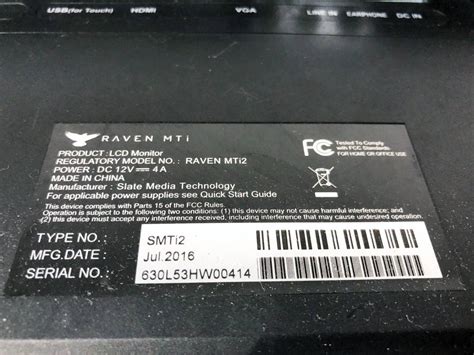 USB(for Touch) HDMI VGA LINE IN EARPHONE DC IN
RAVEN MTi
PRODUCT : LCD Monitor
REGULATORY MODEL NO. : RAVEN MTi2
POWER : DC 12V 4A
MADE IN CHINA
Manufacturer : Slate Media Technology
For applicable power supplies see Quick Start Guide
FC Tested To Comply
with FCC Standards
FOR HOME OR OFFICE USE
This device complies with Parts 15 of the FCC Rules.
Operation is subject to the following two conditions: (1) this device may not cause harmful interference, and
(2) this device must accept any interference received, including interference that may cause undesired operation
TYPE NO. : SMTi2
MFG.DATE : Jul.2016
SERIAL NO. : 630L53HW00414